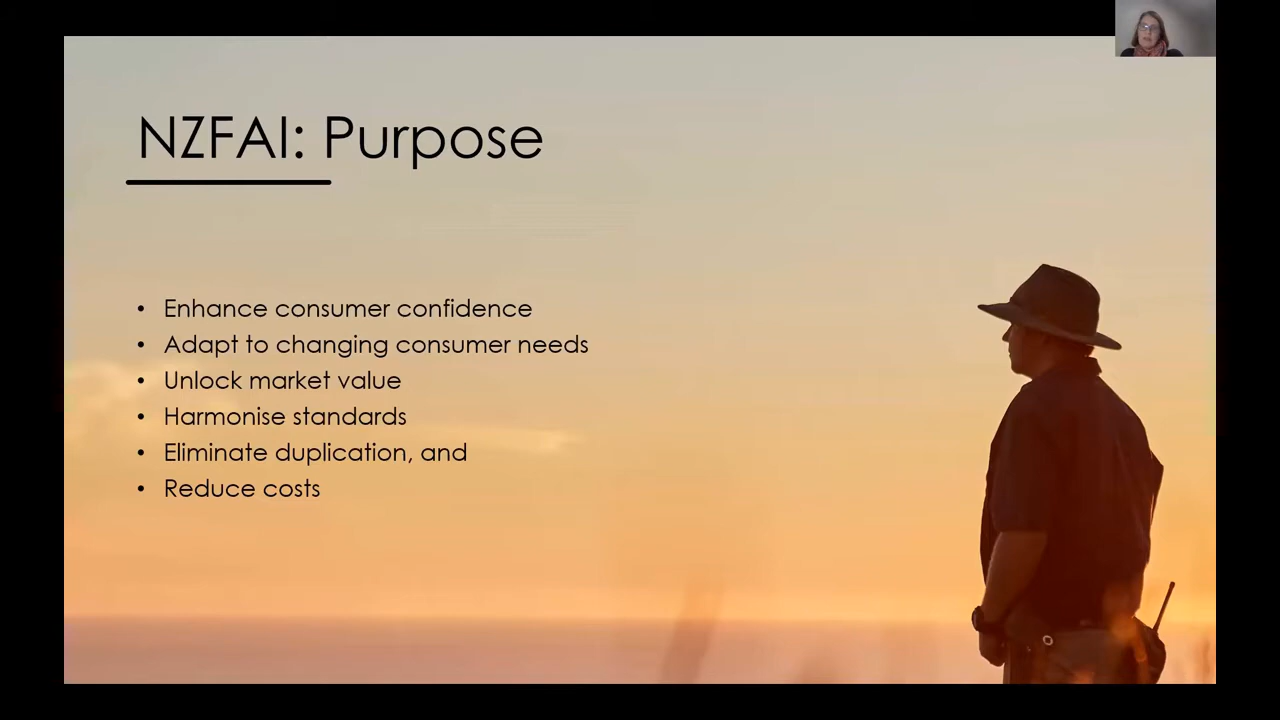 NZFAI: Purpose
• Enhance consumer confidence
• Adapt to changing consumer needs
• Unlock market value
• Harmonise standards
• Eliminate duplication, and
• Reduce costs